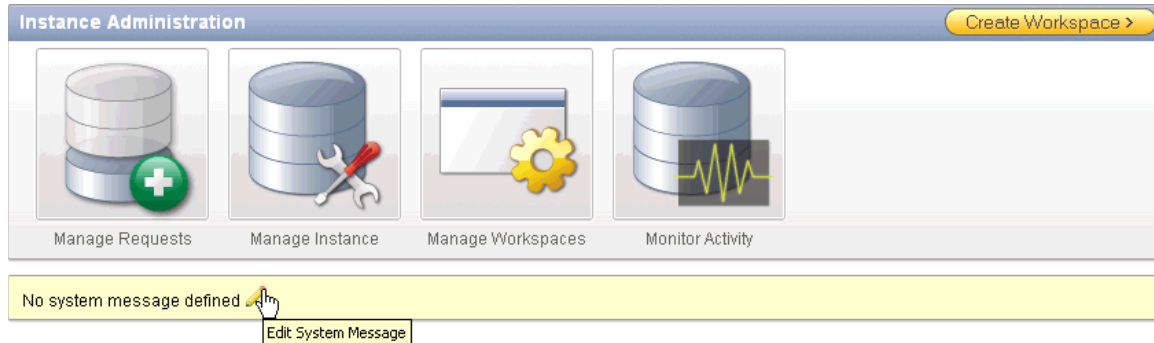 Instance Administration
Create Workspace >
Manage Requests
Manage Instance
Manage Workspaces
Monitor Activity
No system message defined
Edit System Message